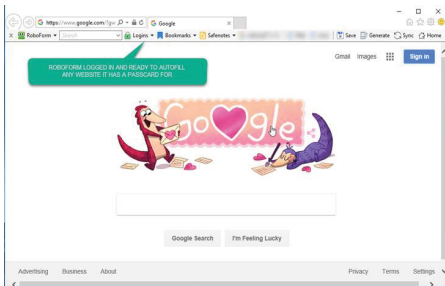 https://www.google.com/?gw
Google
RoboForm
Search
Logins
Bookmarks
Safenotes
Save
Generate
Sync
Home
ROBOFORM LOGGED IN AND READY TO AUTOFILL
ANY WEBSITE IT HAS A PASSCARD FOR
Gmail Images
Sign in
Google
Google Search I'm Feeling Lucky
Advertising Business About Privacy Terms Settings